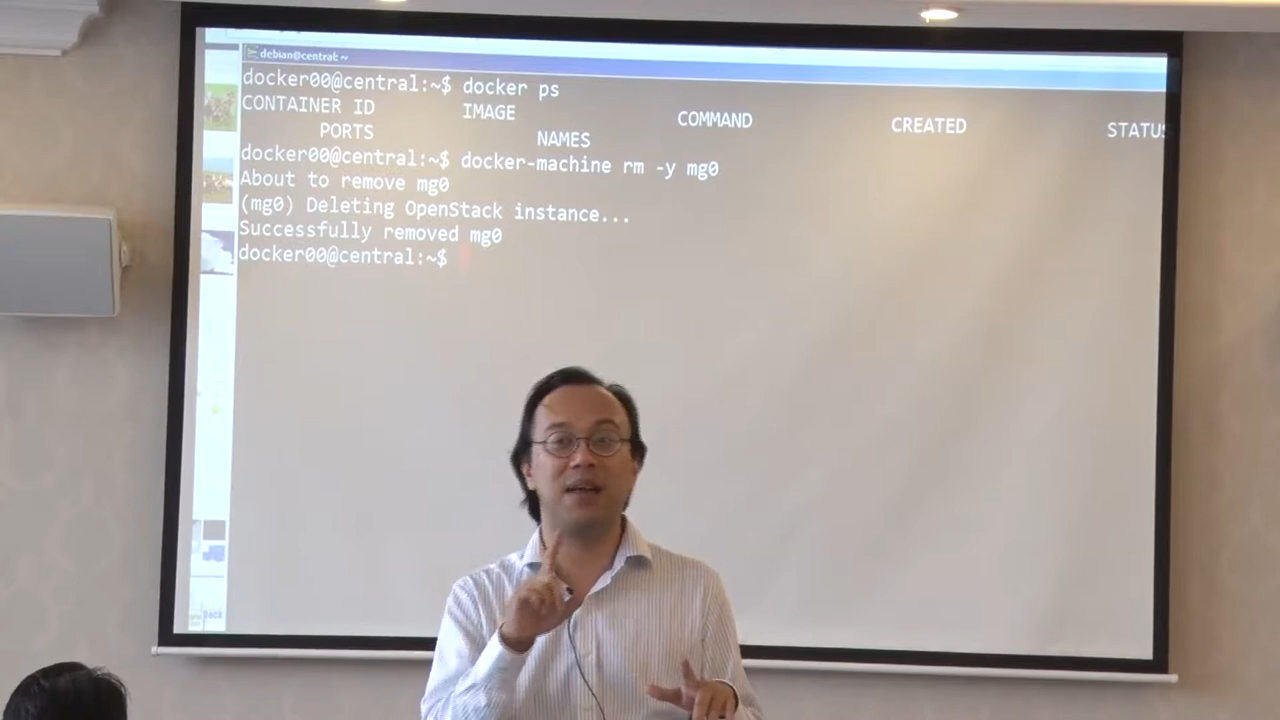 debian@central: ~
docker00@central:~$ docker ps
CONTAINER ID IMAGE COMMAND CREATED STATUS
PORTS NAMES
docker00@central:~$ docker-machine rm -y mg0
About to remove mg0
(mg0) Deleting OpenStack instance...
Successfully removed mg0
docker00@central:~$